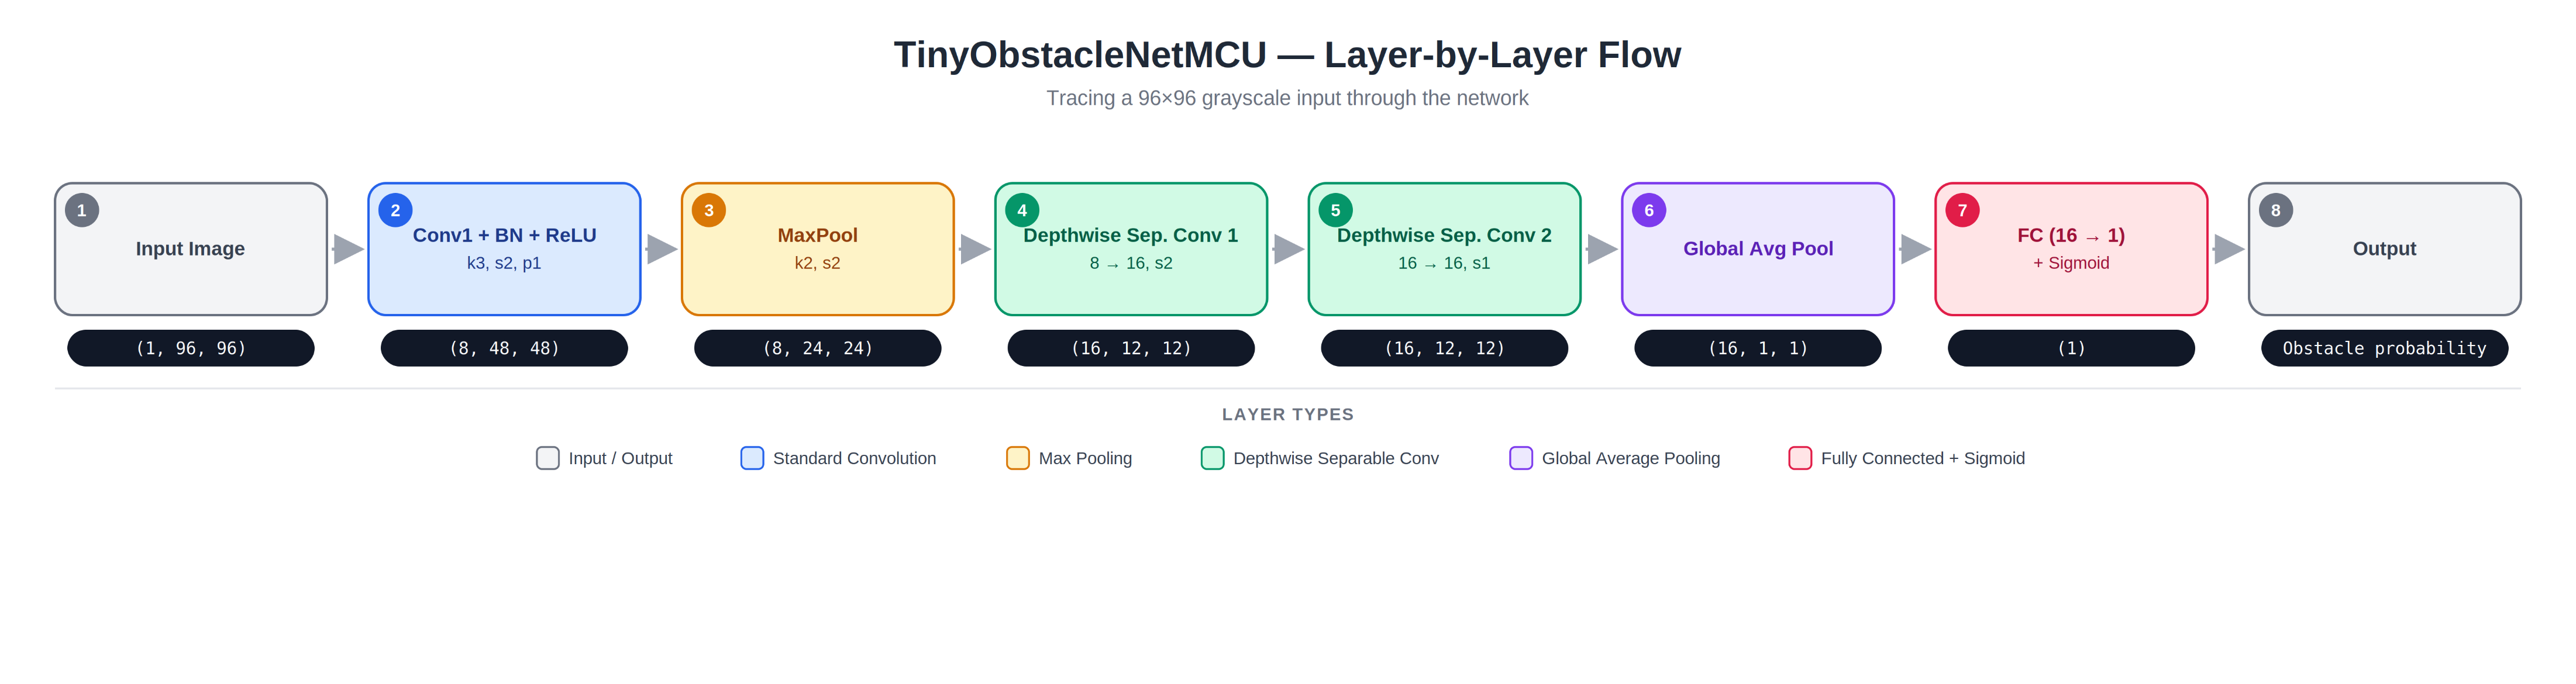 TinyObstacleNetMCU — Layer-by-Layer Flow
Tracing a 96×96 grayscale input through the network
1
Input Image
(1, 96, 96)
2
Conv1 + BN + ReLU
k3, s2, p1
(8, 48, 48)
3
MaxPool
k2, s2
(8, 24, 24)
4
Depthwise Sep. Conv 1
8 → 16, s2
(16, 12, 12)
5
Depthwise Sep. Conv 2
16 → 16, s1
(16, 12, 12)
6
Global Avg Pool
(16, 1, 1)
7
FC (16 → 1)
+ Sigmoid
(1)
8
Output
Obstacle probability
LAYER TYPES
Input / Output
Standard Convolution
Max Pooling
Depthwise Separable Conv
Global Average Pooling
Fully Connected + Sigmoid